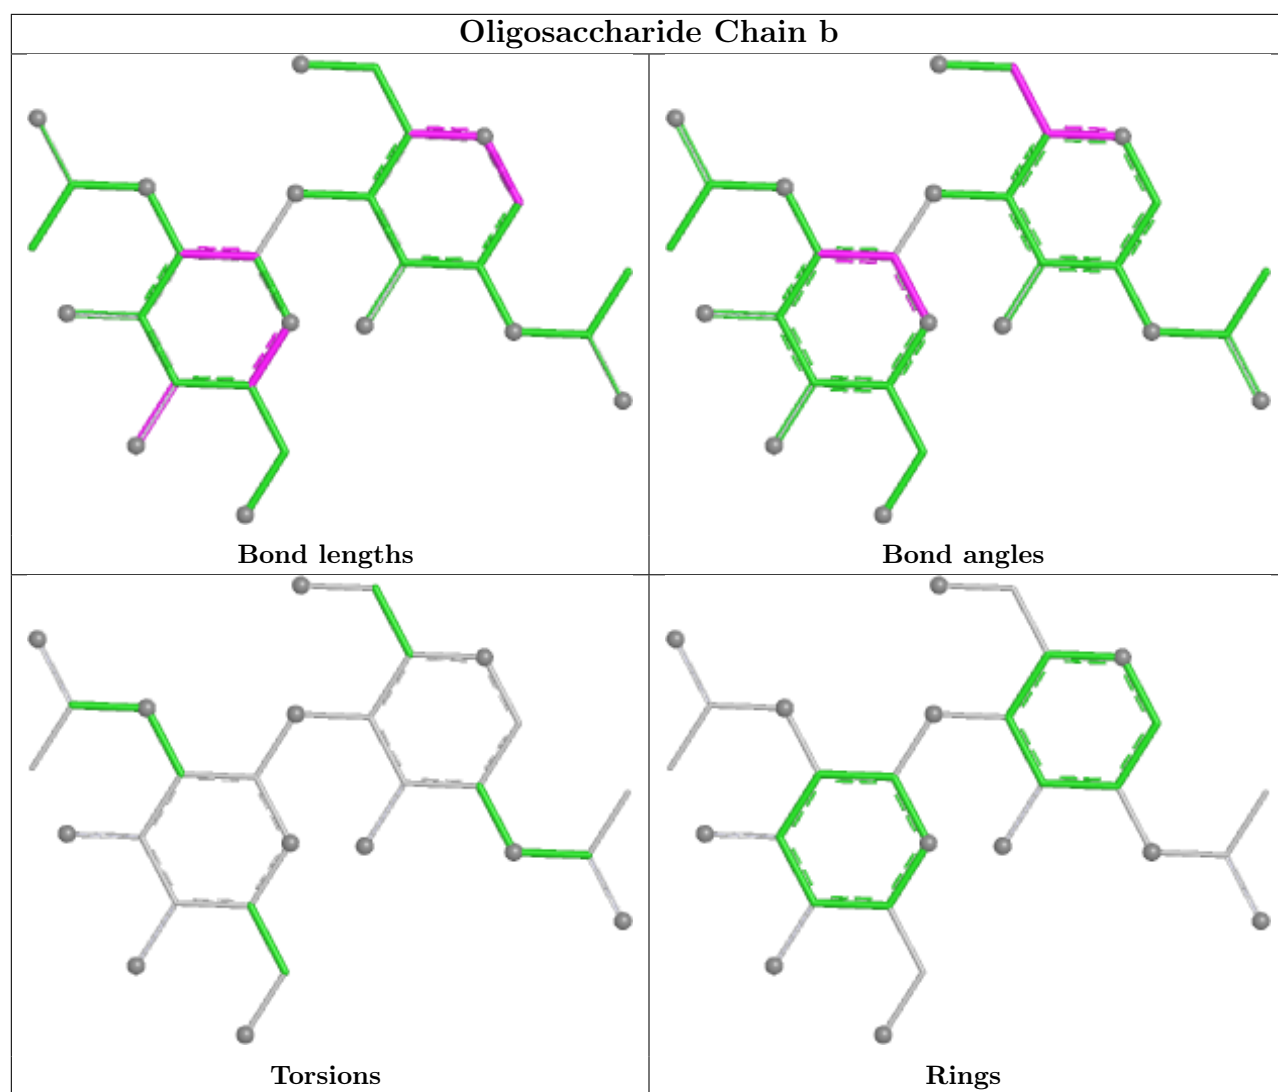 Oligosaccharide Chain b
Bond lengths
Bond angles
Torsions
Rings